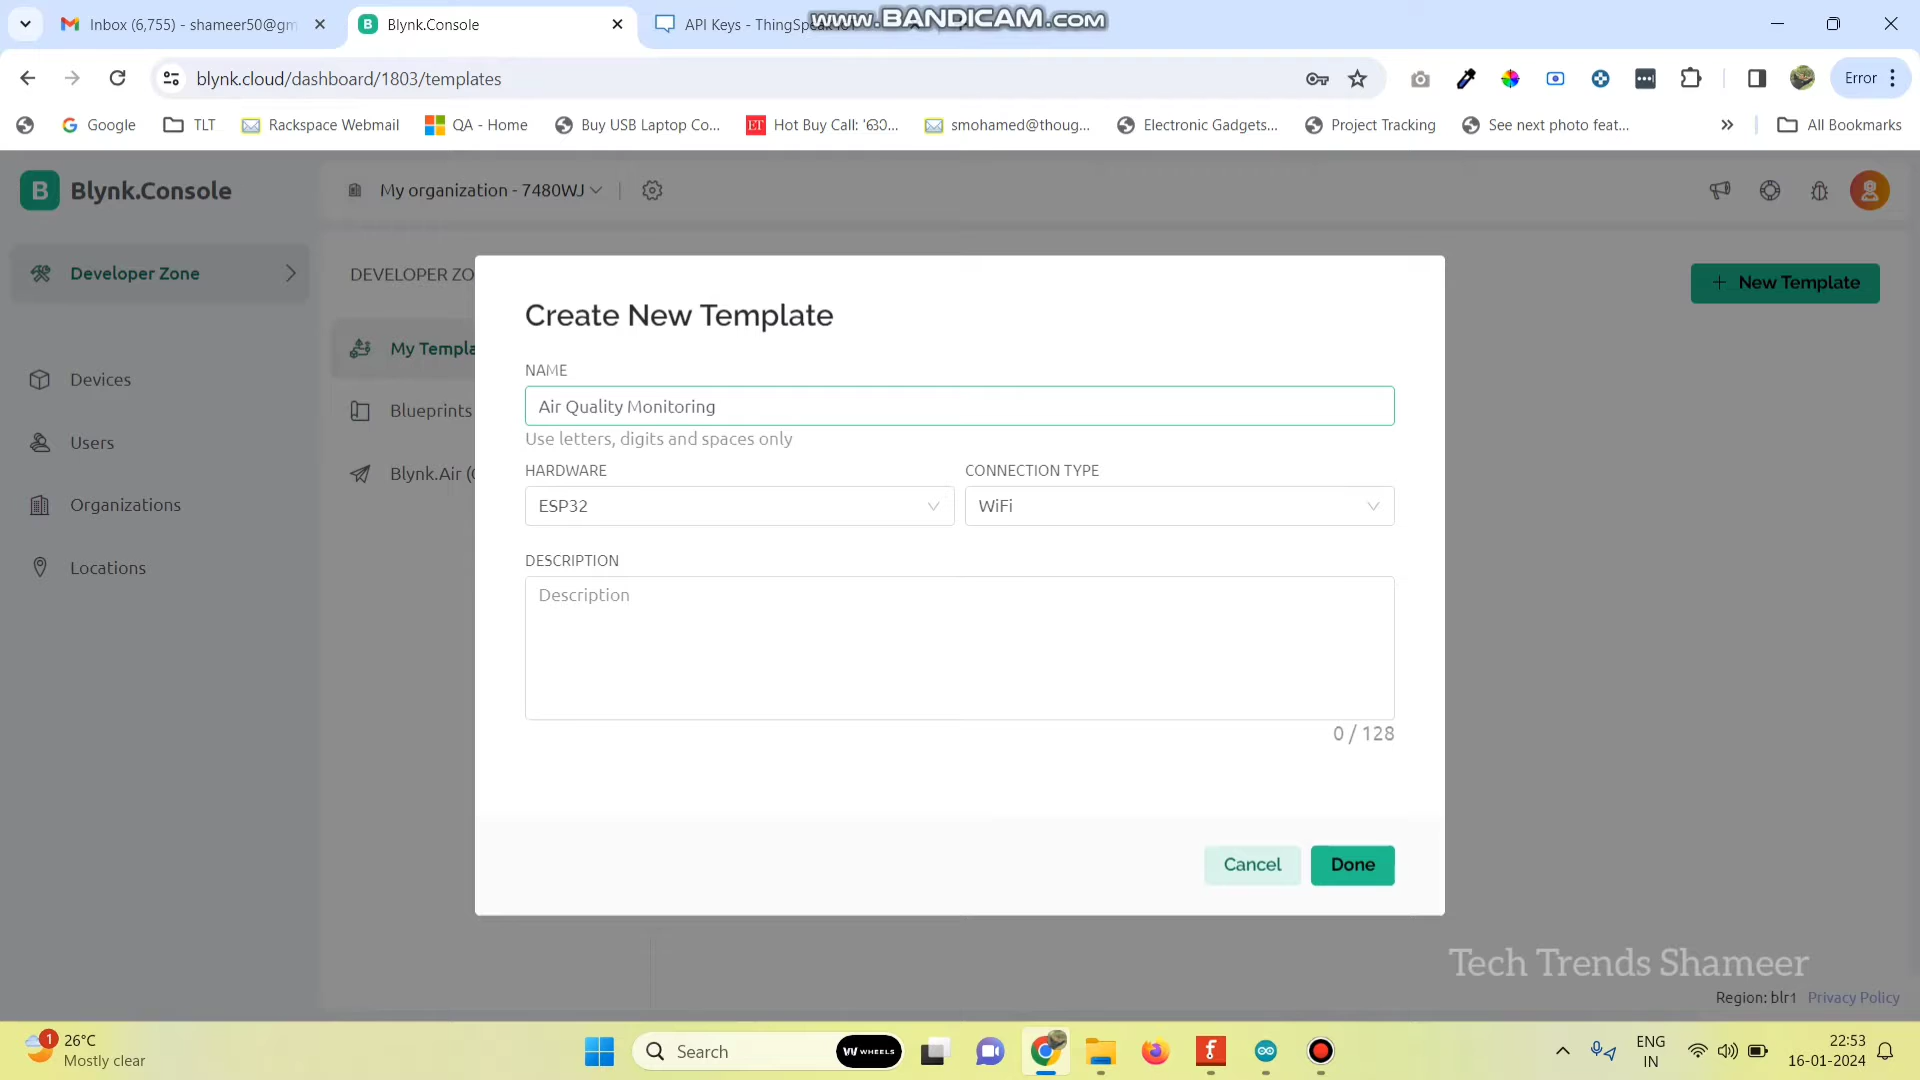 Inbox (6,755) - shameer50@gm
Blynk.Console
API Keys - ThingSpeak IoT
www.BANDICAM.com
blynk.cloud/dashboard/1803/templates
Error
Google
TLT
Rackspace Webmail
QA - Home
Buy USB Laptop Co...
ET
Hot Buy Call: '630...
smohamed@thoug...
Electronic Gadgets...
Project Tracking
See next photo feat...
All Bookmarks
B
Blynk.Console
My organization - 7480WJ
Developer Zone
DEVELOPER ZO
+ New Template
Create New Template
NAME
My Templa
Devices
Air Quality Monitoring
Blueprints
Use letters, digits and spaces only
Users
HARDWARE
CONNECTION TYPE
Blynk.Air (
ESP32
WiFi
Organizations
DESCRIPTION
Locations
Description
0 / 128
Cancel
Done
Tech Trends Shameer
Region: blr1 Privacy Policy
1
26°C
Mostly clear
Search
WHEELS
ENG
IN
22:53
16-01-2024